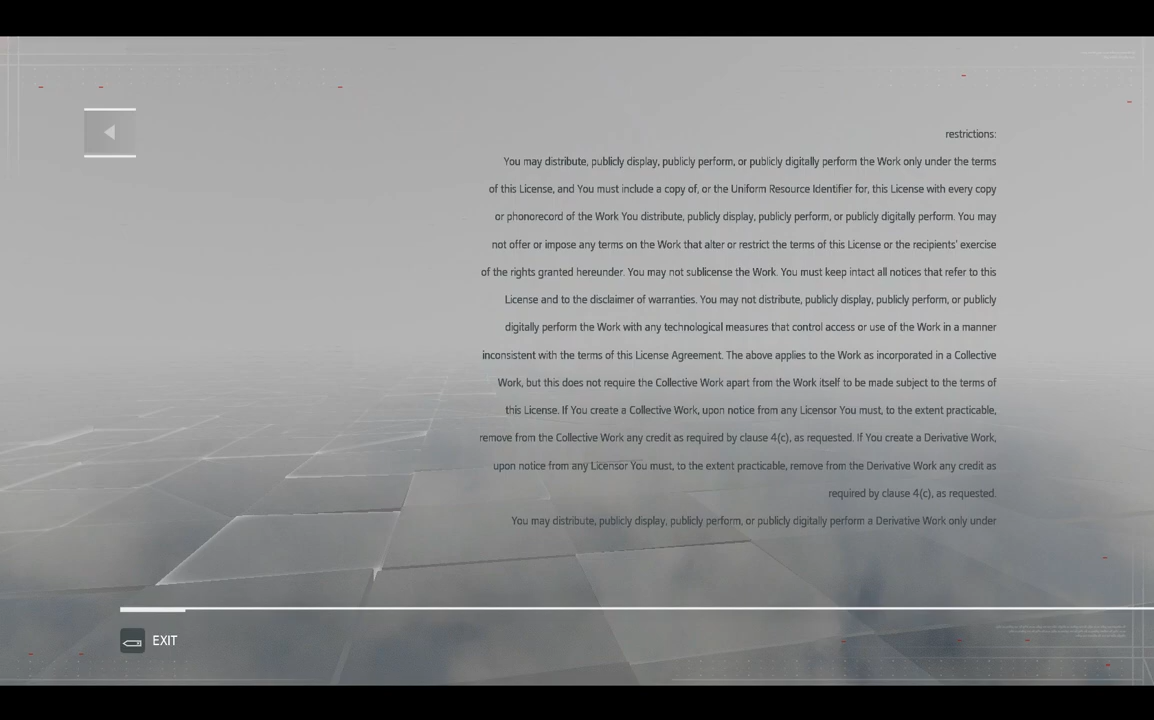 restrictions:
You may distribute, publicly display, publicly perform, or publicly digitally perform the Work only under the terms
of this License, and You must include a copy of, or the Uniform Resource Identifier for, this License with every copy
or phonorecord of the Work You distribute, publicly display, publicly perform, or publicly digitally perform. You may
not offer or impose any terms on the Work that alter or restrict the terms of this License or the recipients' exercise
of the rights granted hereunder. You may not sublicense the Work. You must keep intact all notices that refer to this
License and to the disclaimer of warranties. You may not distribute, publicly display, publicly perform, or publicly
digitally perform the Work with any technological measures that control access or use of the Work in a manner
inconsistent with the terms of this License Agreement. The above applies to the Work as incorporated in a Collective
Work, but this does not require the Collective Work apart from the Work itself to be made subject to the terms of
this License. If You create a Collective Work, upon notice from any Licensor You must, to the extent practicable,
remove from the Collective Work any credit as required by clause 4(c), as requested. If You create a Derivative Work,
upon notice from any Licensor You must, to the extent practicable, remove from the Derivative Work any credit as
required by clause 4(c), as requested.
You may distribute, publicly display, publicly perform, or publicly digitally perform a Derivative Work only under
EXIT